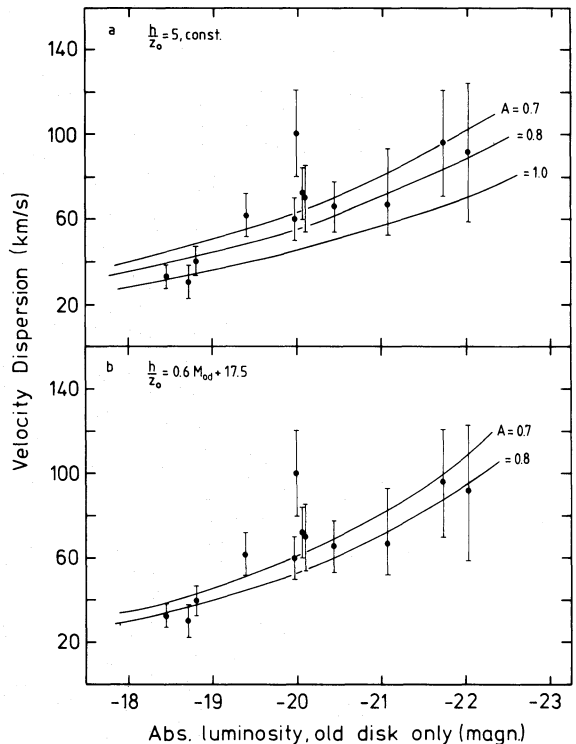 a
h/z₀ = 5, const.
140
100
60
20
A = 0.7
= 0.8
= 1.0
Velocity Dispersion (km/s)
b
h/z₀ = 0.6 M_od + 17.5
140
100
60
20
A = 0.7
= 0.8
-18 -19 -20 -21 -22 -23
Abs. luminosity, old disk only (magn.)